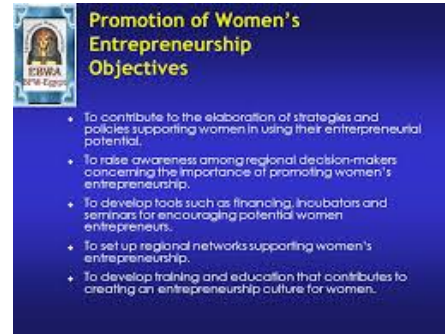 Promotion of Women's
Entrepreneurship
Objectives
EBWA
BPW-Egypt
To contribute to the elaboration of strategies and
policies supporting women in using their entrerpreneurial
potential.
To raise awareness among regional decision-makers
concerning the importance of promoting women's
entrepreneurship.
To develop tools such as financing, incubators and
seminars for encouraging potential women
entrepreneurs.
To set up regional networks supporting women's
entrepreneurship.
To develop training and education that contributes to
creating an entrepreneurship culture for women.